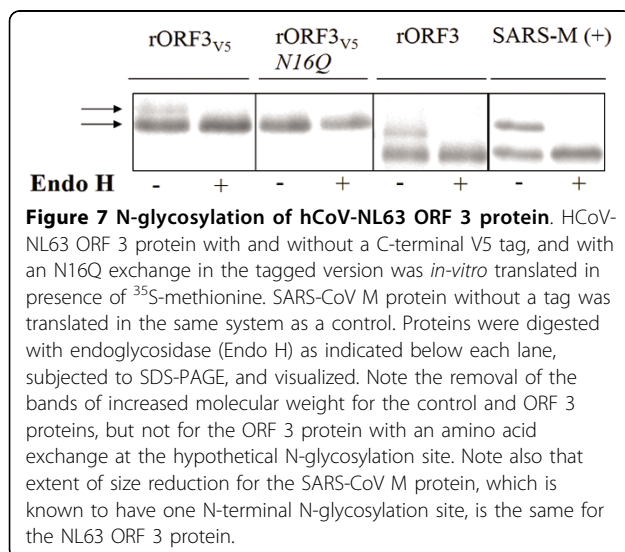 rORF3V5 rORF3V5 rORF3 SARS-M (+)
N16Q
Endo H - + - + - + - +
Figure 7 N-glycosylation of hCoV-NL63 ORF 3 protein. HCoV-
NL63 ORF 3 protein with and without a C-terminal V5 tag, and with
an N16Q exchange in the tagged version was in-vitro translated in
presence of 35S-methionine. SARS-CoV M protein without a tag was
translated in the same system as a control. Proteins were digested
with endoglycosidase (Endo H) as indicated below each lane,
subjected to SDS-PAGE, and visualized. Note the removal of the
bands of increased molecular weight for the control and ORF 3
proteins, but not for the ORF 3 protein with an amino acid
exchange at the hypothetical N-glycosylation site. Note also that
extent of size reduction for the SARS-CoV M protein, which is
known to have one N-terminal N-glycosylation site, is the same for
the NL63 ORF 3 protein.